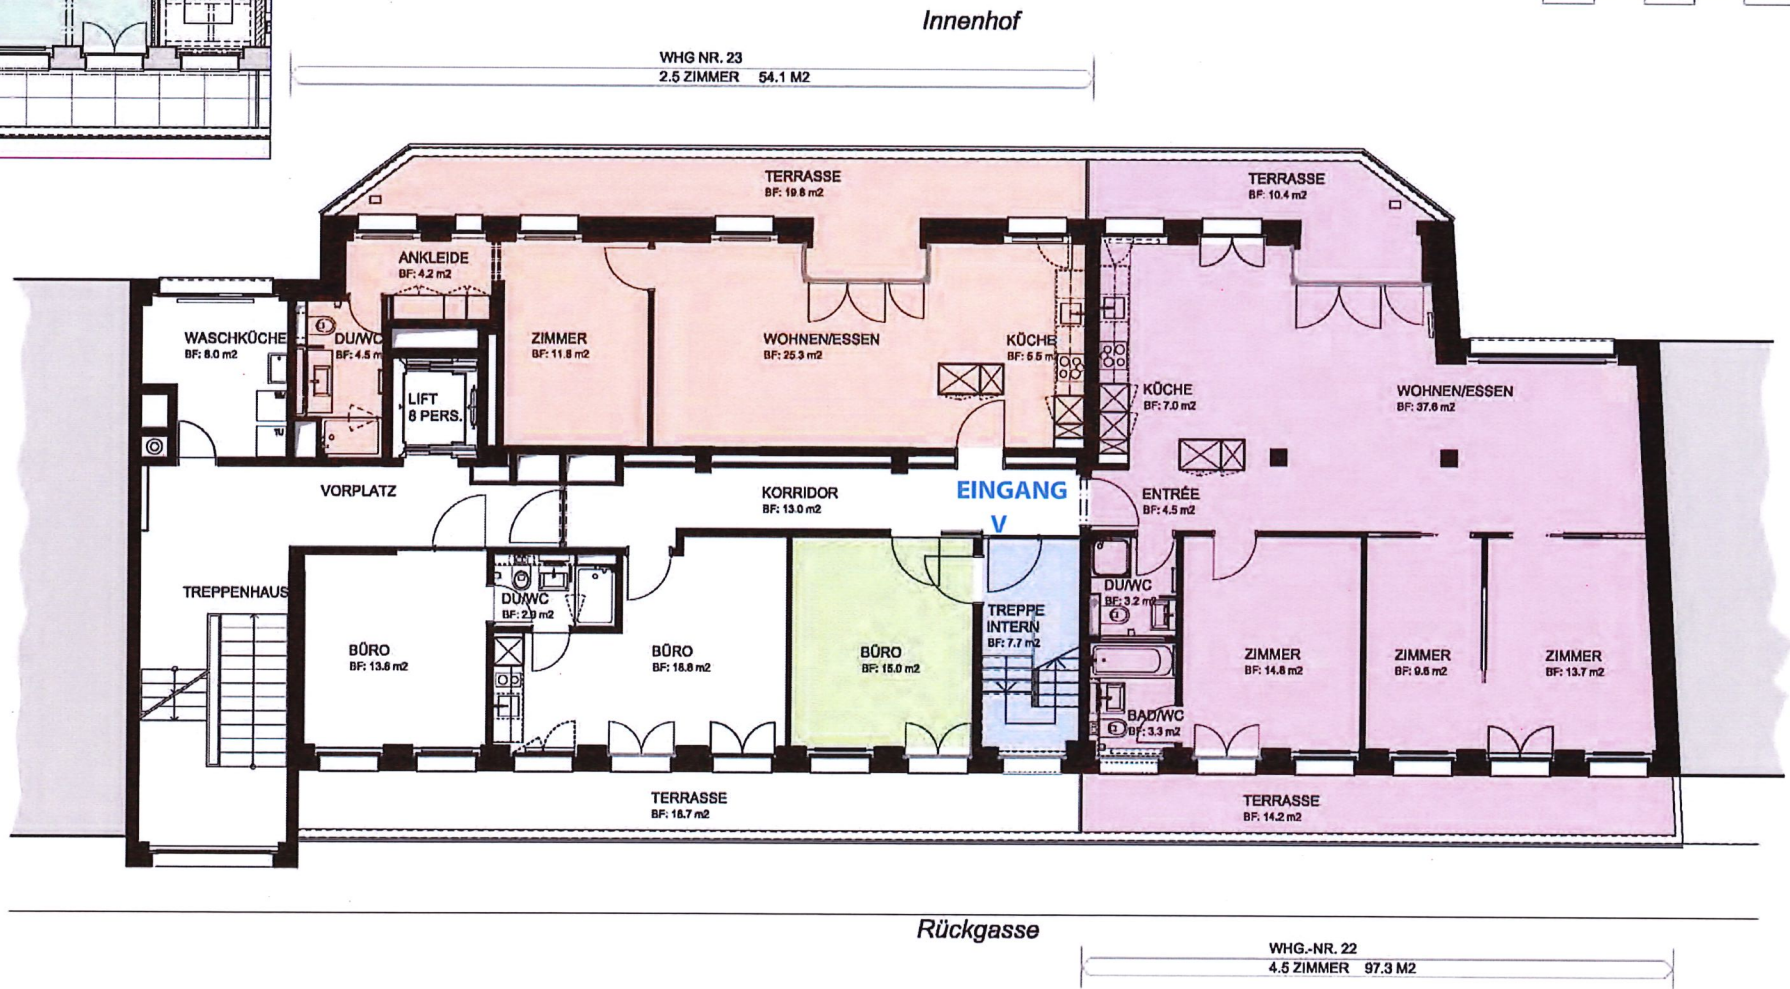 Innenhof
WHG NR. 23
2.5 ZIMMER 54.1 M2
TERRASSE
BF: 19.8 m2
TERRASSE
BF: 10.4 m2
ANKLEIDE
BF: 4.2 m2
WASCHKÜCHE
BF: 8.0 m2
DU/WC
BF: 4.5 m
LIFT
8 PERS.
ZIMMER
BF: 11.8 m2
WOHNEN/ESSEN
BF: 25.3 m2
KÜCHE
BF: 5.5 m
KÜCHE
BF: 7.0 m2
WOHNEN/ESSEN
BF: 37.6 m2
TU
VORPLATZ
KORRIDOR
BF: 13.0 m2
EINGANG
V
ENTRÉE
BF: 4.5 m2
TREPPENHAUS
DU/WC
BF: 2.9 m2
BÜRO
BF: 13.6 m2
BÜRO
BF: 18.8 m2
BÜRO
BF: 15.0 m2
TREPPE
INTERN
BF: 7.7 m2
DU/WC
BF: 3.2 m2
ZIMMER
BF: 14.8 m2
ZIMMER
BF: 9.6 m2
ZIMMER
BF: 13.7 m2
BAD/WC
BF: 3.3 m2
TERRASSE
BF: 18.7 m2
TERRASSE
BF: 14.2 m2
Rückgasse
WHG.-NR. 22
4.5 ZIMMER 97.3 M2